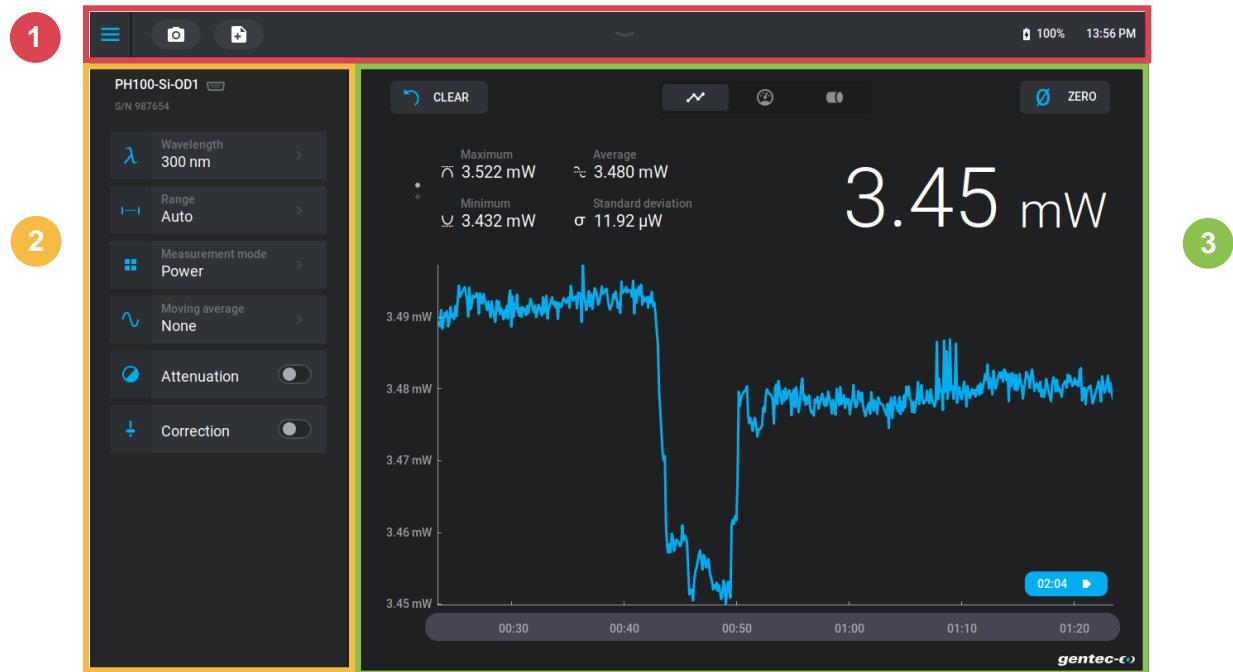 1
100% 13:56 PM
2
PH100-Si-OD1
S/N 987654
λ Wavelength
300 nm
Range
Auto
Measurement mode
Power
Moving average
None
Attenuation
Correction
3
CLEAR
Ø ZERO
Maximum
3.522 mW
Average
3.480 mW
Minimum
3.432 mW
Standard deviation
σ 11.92 µW
3.45 mW
3.49 mW
3.48 mW
3.47 mW
3.46 mW
3.45 mW
02:04
00:30 00:40 00:50 01:00 01:10 01:20
gentec-eo